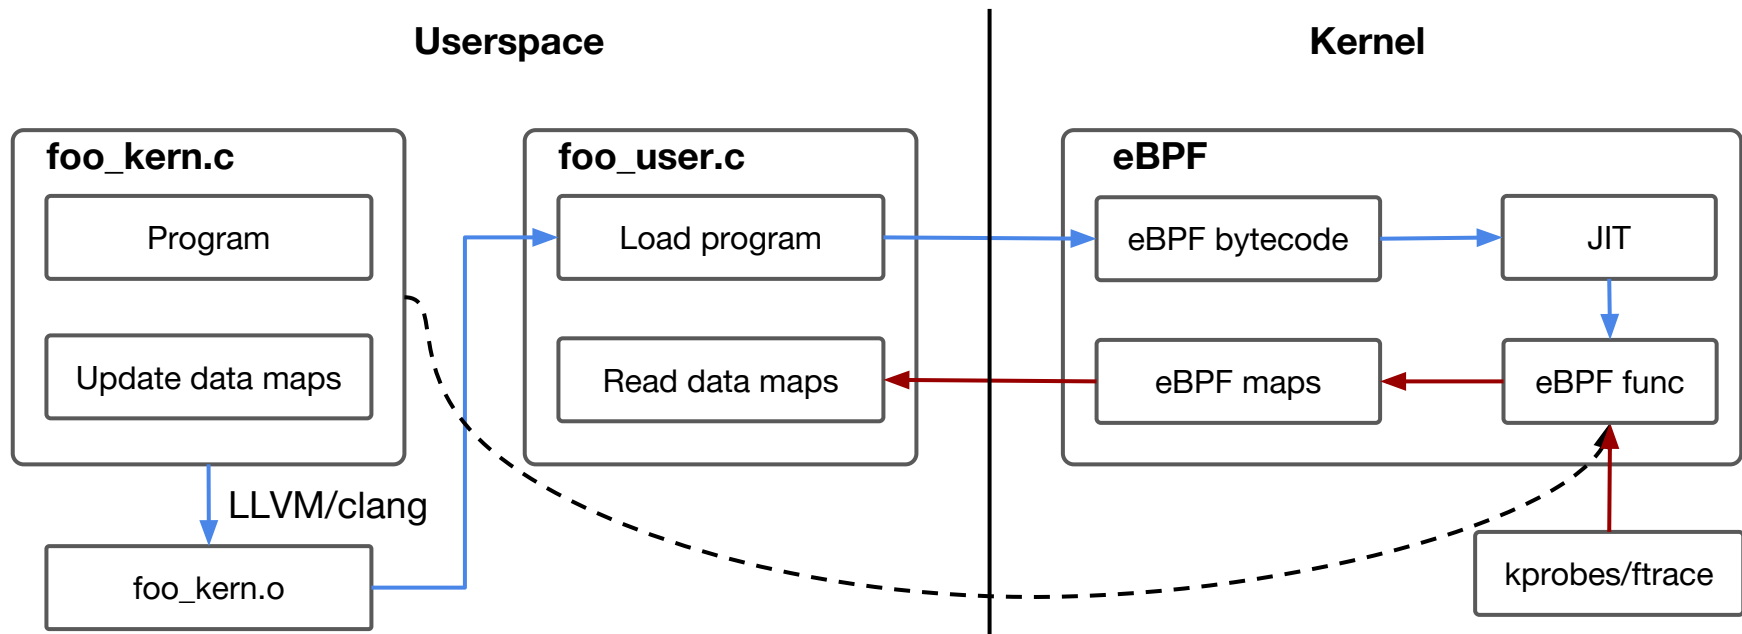 Userspace
Kernel
foo_kern.c
Program
Update data maps
LLVM/clang
foo_kern.o
foo_user.c
Load program
Read data maps
eBPF
eBPF bytecode
JIT
eBPF maps
eBPF func
kprobes/ftrace